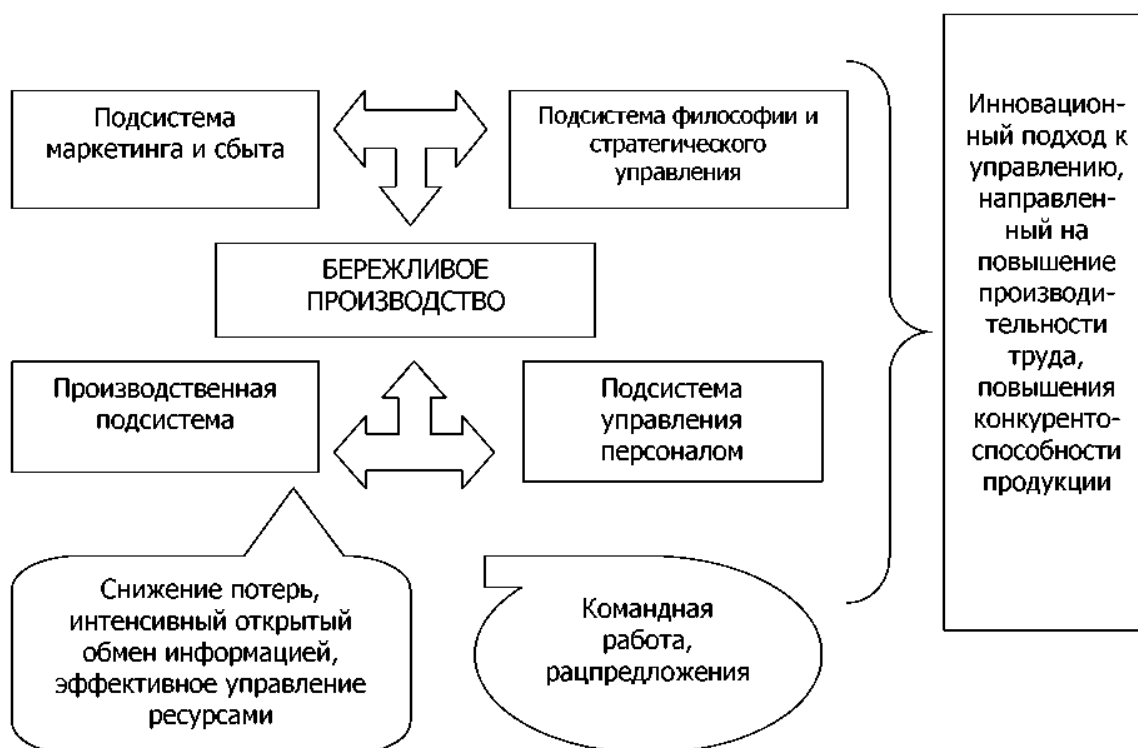 Подсистема
маркетинга и сбыта
Подсистема философии и
стратегического
управления
БЕРЕЖЛИВОЕ
ПРОИЗВОДСТВО
Производственная
подсистема
Подсистема
управления
персоналом
Снижение потерь,
интенсивный открытый
обмен информацией,
эффективное управление
ресурсами
Командная
работа,
рацпредложения
Инновацион-
ный подход к
управлению,
направлен-
ный на
повышение
производи-
тельности
труда,
повышения
конкуренто-
способности
продукции